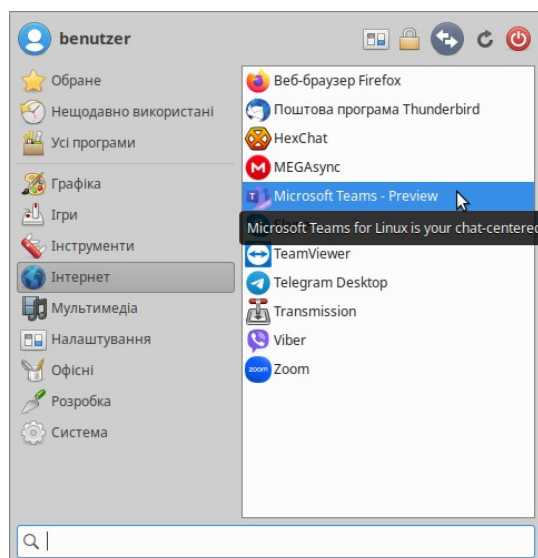 benutzer
Обране
Нещодавно використані
Усі програми
Графіка
Ігри
Інструменти
Інтернет
Мультимедіа
Налаштування
Офісні
Розробка
Система
Веб-браузер Firefox
Поштова програма Thunderbird
HexChat
MEGAsync
Microsoft Teams - Preview
Microsoft Teams for Linux is your chat-centered
TeamViewer
Telegram Desktop
Transmission
Viber
zoom Zoom